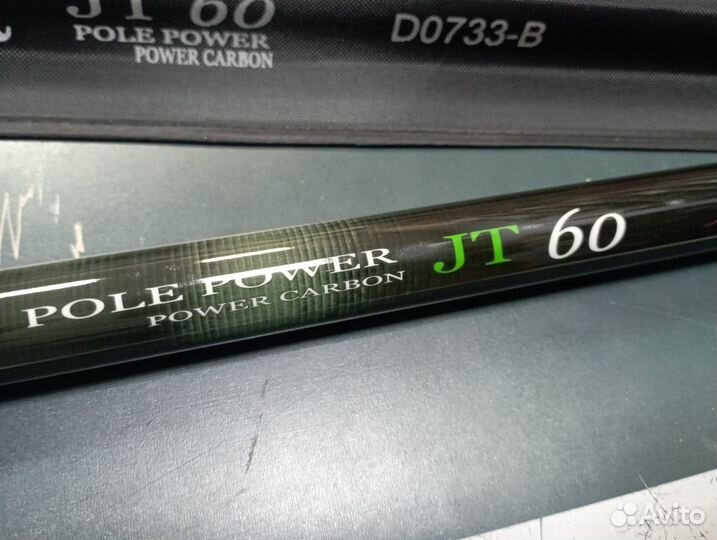 JT 60
POLE POWER
POWER CARBON
D0733-B
POLE POWER JT 60
POWER CARBON
Avito